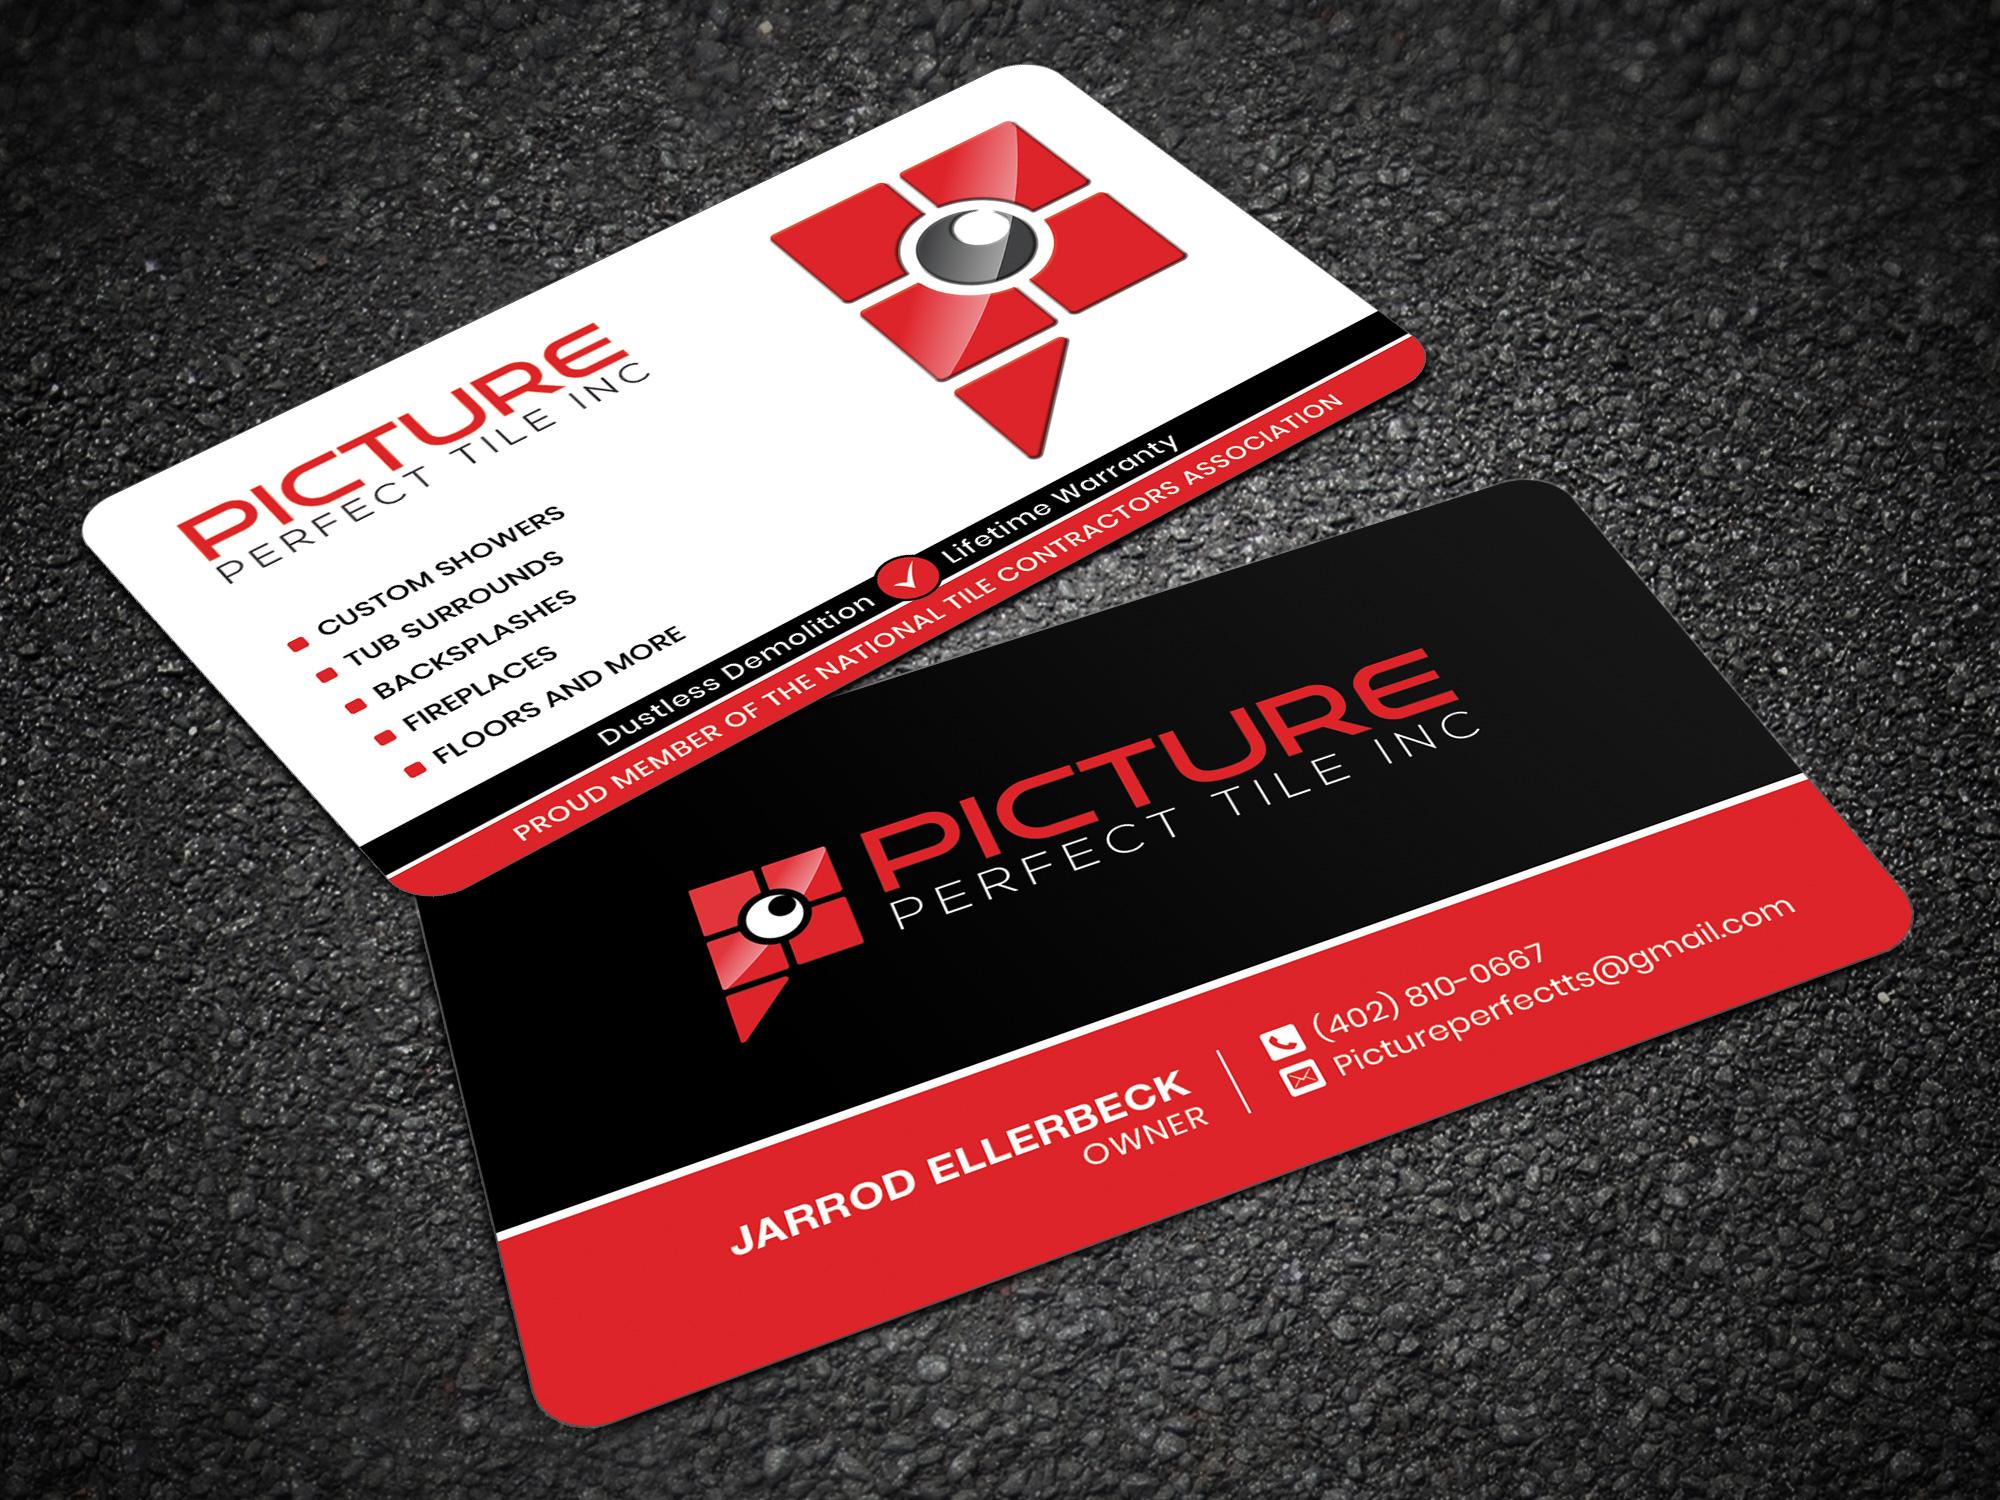 PICTURE
PERFECT TILE INC
CUSTOM SHOWERS
TUB SURROUNDS
BACKSPLASHES
FIREPLACES
FLOORS AND MORE
Dustless Demolition Lifetime Warranty
PROUD MEMBER OF THE NATIONAL TILE CONTRACTORS ASSOCIATION
PICTURE
PERFECT TILE INC
JARROD ELLERBECK
OWNER
(402) 810-0667
Pictureperfectts@gmail.com